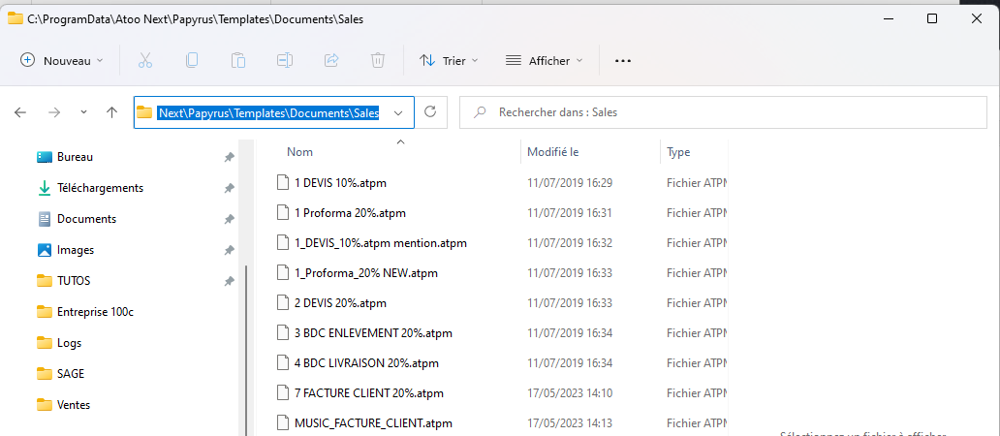 C:\ProgramData\Atoo Next\Papyrus\Templates\Documents\Sales
Nouveau
Trier
Afficher
Next\Papyrus\Templates\Documents\Sales
Rechercher dans : Sales
Bureau
Téléchargements
Documents
Images
TUTOS
Entreprise 100c
Logs
SAGE
Ventes
Nom Modifié le Type
1 DEVIS 10%.atpm 11/07/2019 16:29 Fichier ATPM
1 Proforma 20%.atpm 11/07/2019 16:31 Fichier ATPM
1_DEVIS_10%.atpm mention.atpm 11/07/2019 16:32 Fichier ATPM
1_Proforma_20% NEW.atpm 11/07/2019 16:33 Fichier ATPM
2 DEVIS 20%.atpm 11/07/2019 16:33 Fichier ATPM
3 BDC ENLEVEMENT 20%.atpm 11/07/2019 16:34 Fichier ATPM
4 BDC LIVRAISON 20%.atpm 11/07/2019 16:34 Fichier ATPM
7 FACTURE CLIENT 20%.atpm 17/05/2023 14:10 Fichier ATPM
MUSIC_FACTURE_CLIENT.atpm 17/05/2023 14:13 Fichier ATPM
Sélectionnez un fichier à afficher